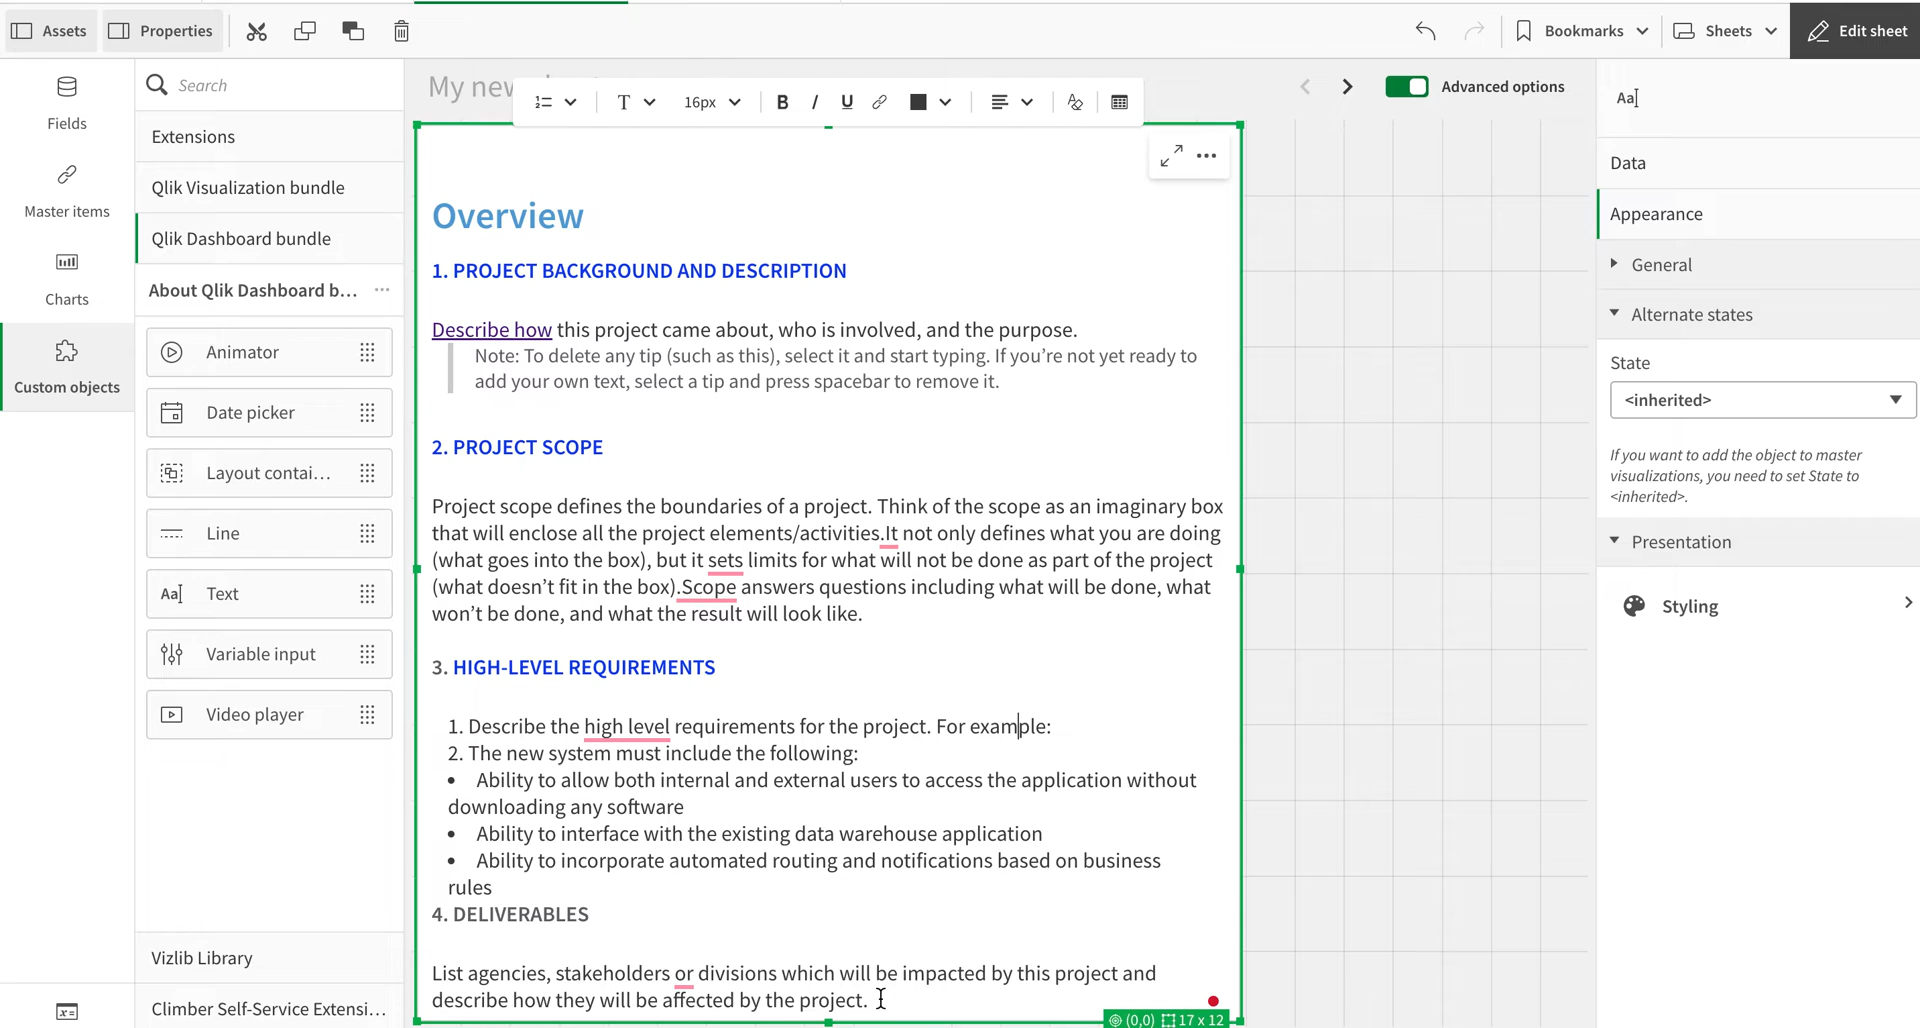 Assets
Properties
Bookmarks
Sheets
Edit sheet
Search
My new
T
16px
B
I
U
Advanced options
Aa
Fields
Master items
Charts
Custom objects
Extensions
Qlik Visualization bundle
Qlik Dashboard bundle
About Qlik Dashboard b...
Animator
Date picker
Layout contai...
Line
Aa Text
Variable input
Video player
Vizlib Library
Climber Self-Service Extensi...
Overview
1. PROJECT BACKGROUND AND DESCRIPTION
Describe how this project came about, who is involved, and the purpose.
Note: To delete any tip (such as this), select it and start typing. If you’re not yet ready to
add your own text, select a tip and press spacebar to remove it.
2. PROJECT SCOPE
Project scope defines the boundaries of a project. Think of the scope as an imaginary box
that will enclose all the project elements/activities.It not only defines what you are doing
(what goes into the box), but it sets limits for what will not be done as part of the project
(what doesn’t fit in the box).Scope answers questions including what will be done, what
won’t be done, and what the result will look like.
3. HIGH-LEVEL REQUIREMENTS
1. Describe the high level requirements for the project. For example:
2. The new system must include the following:
• Ability to allow both internal and external users to access the application without
downloading any software
• Ability to interface with the existing data warehouse application
• Ability to incorporate automated routing and notifications based on business
rules
4. DELIVERABLES
List agencies, stakeholders or divisions which will be impacted by this project and
describe how they will be affected by the project.
(0,0) 17 x 12
Data
Appearance
General
Alternate states
State
<inherited>
If you want to add the object to master
visualizations, you need to set State to
<inherited>.
Presentation
Styling